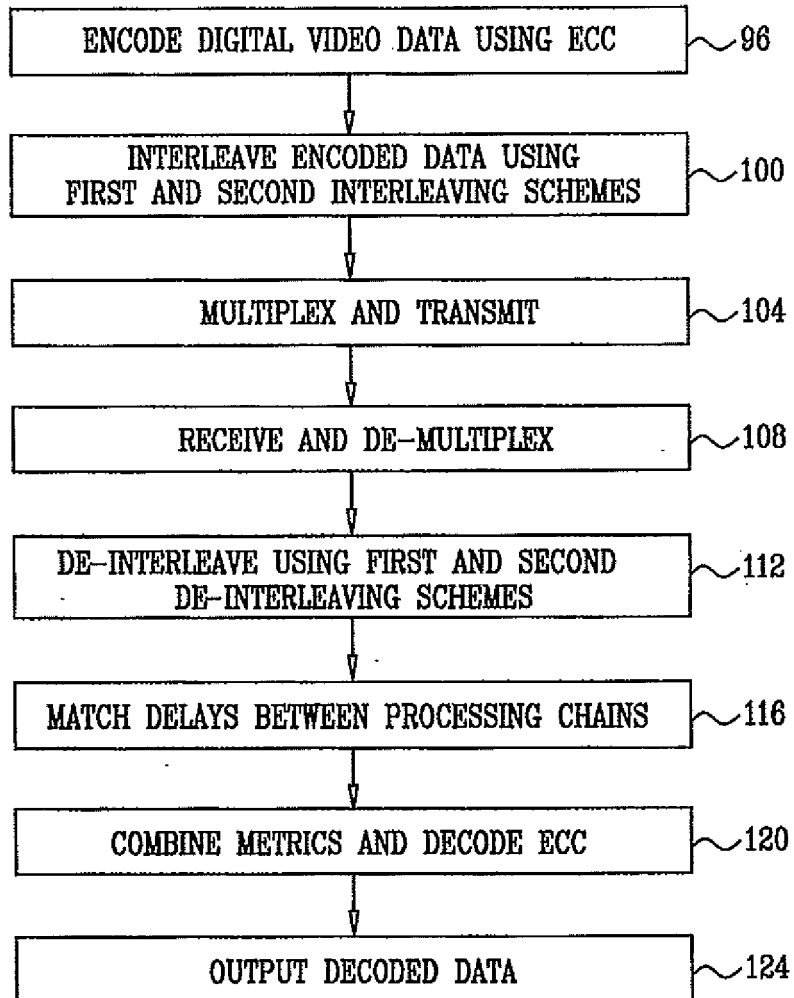 ENCODE DIGITAL VIDEO DATA USING ECC
96
INTERLEAVE ENCODED DATA USING
FIRST AND SECOND INTERLEAVING SCHEMES
100
MULTIPLEX AND TRANSMIT
104
RECEIVE AND DE-MULTIPLEX
108
DE-INTERLEAVE USING FIRST AND SECOND
DE-INTERLEAVING SCHEMES
112
MATCH DELAYS BETWEEN PROCESSING CHAINS
116
COMBINE METRICS AND DECODE ECC
120
OUTPUT DECODED DATA
124